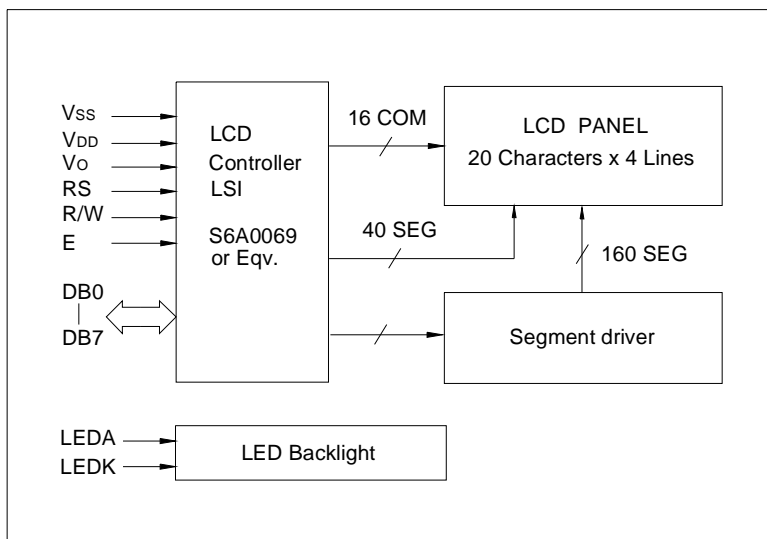 VSS
VDD
VO
RS
R/W
E
DB0
DB7
LCD
Controller
LSI
S6A0069
or Eqv.
16 COM
40 SEG
LCD PANEL
20 Characters x 4 Lines
160 SEG
Segment driver
LEDA
LEDK
LED Backlight